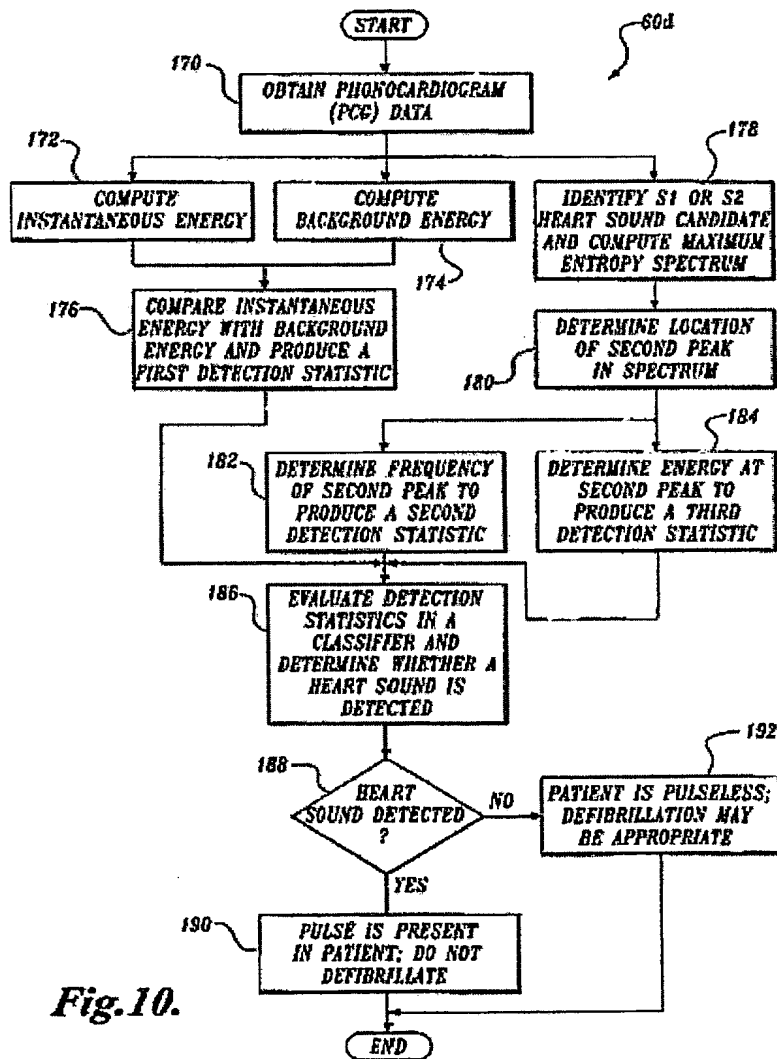 START
60d
170
OBTAIN PHONOCARDIOGRAM
(PCG) DATA
172
COMPUTE
INSTANTANEOUS ENERGY
COMPUTE
BACKGROUND ENERGY
174
178
IDENTIFY S1 OR S2
HEART SOUND CANDIDATE
AND COMPUTE MAXIMUM
ENTROPY SPECTRUM
176
COMPARE INSTANTANEOUS
ENERGY WITH BACKGROUND
ENERGY AND PRODUCE A
FIRST DETECTION STATISTIC
DETERMINE LOCATION
OF SECOND PEAK
IN SPECTRUM
180
182
DETERMINE FREQUENCY
OF SECOND PEAK TO
PRODUCE A SECOND
DETECTION STATISTIC
184
DETERMINE ENERGY AT
SECOND PEAK TO
PRODUCE A THIRD
DETECTION STATISTIC
186
EVALUATE DETECTION
STATISTICS IN A
CLASSIFER AND
DETERMINE WHETHER A
HEART SOUND IS
DETECTED
188
HEART
SOUND DETECTED
?
NO
YES
192
PATIENT IS PULSELESS;
DEFIBRILLATION MAY
BE APPROPRIATE
190
PULSE IS PRESENT
IN PATIENT; DO NOT
DEFIBRILLATE
Fig.10.
END